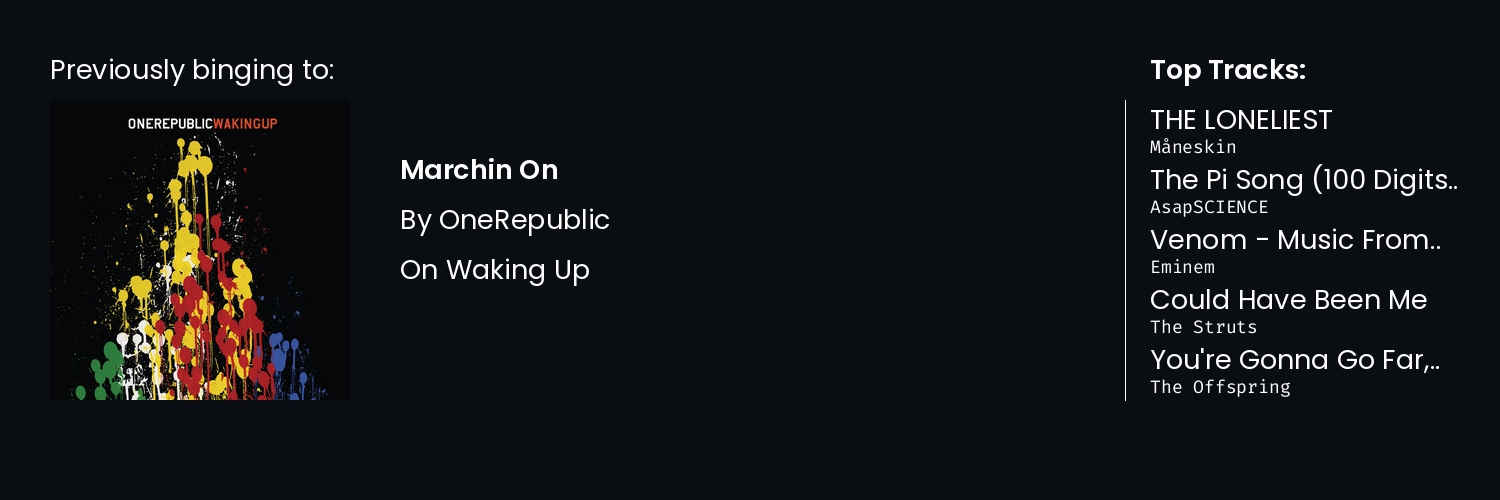 Previously binging to:
ONEREPUBLICWAKINGUP
Marchin On
By OneRepublic
On Waking Up
Top Tracks:
THE LONELIEST
Måneskin
The Pi Song (100 Digits..
AsapSCIENCE
Venom - Music From..
Eminem
Could Have Been Me
The Struts
You're Gonna Go Far,..
The Offspring